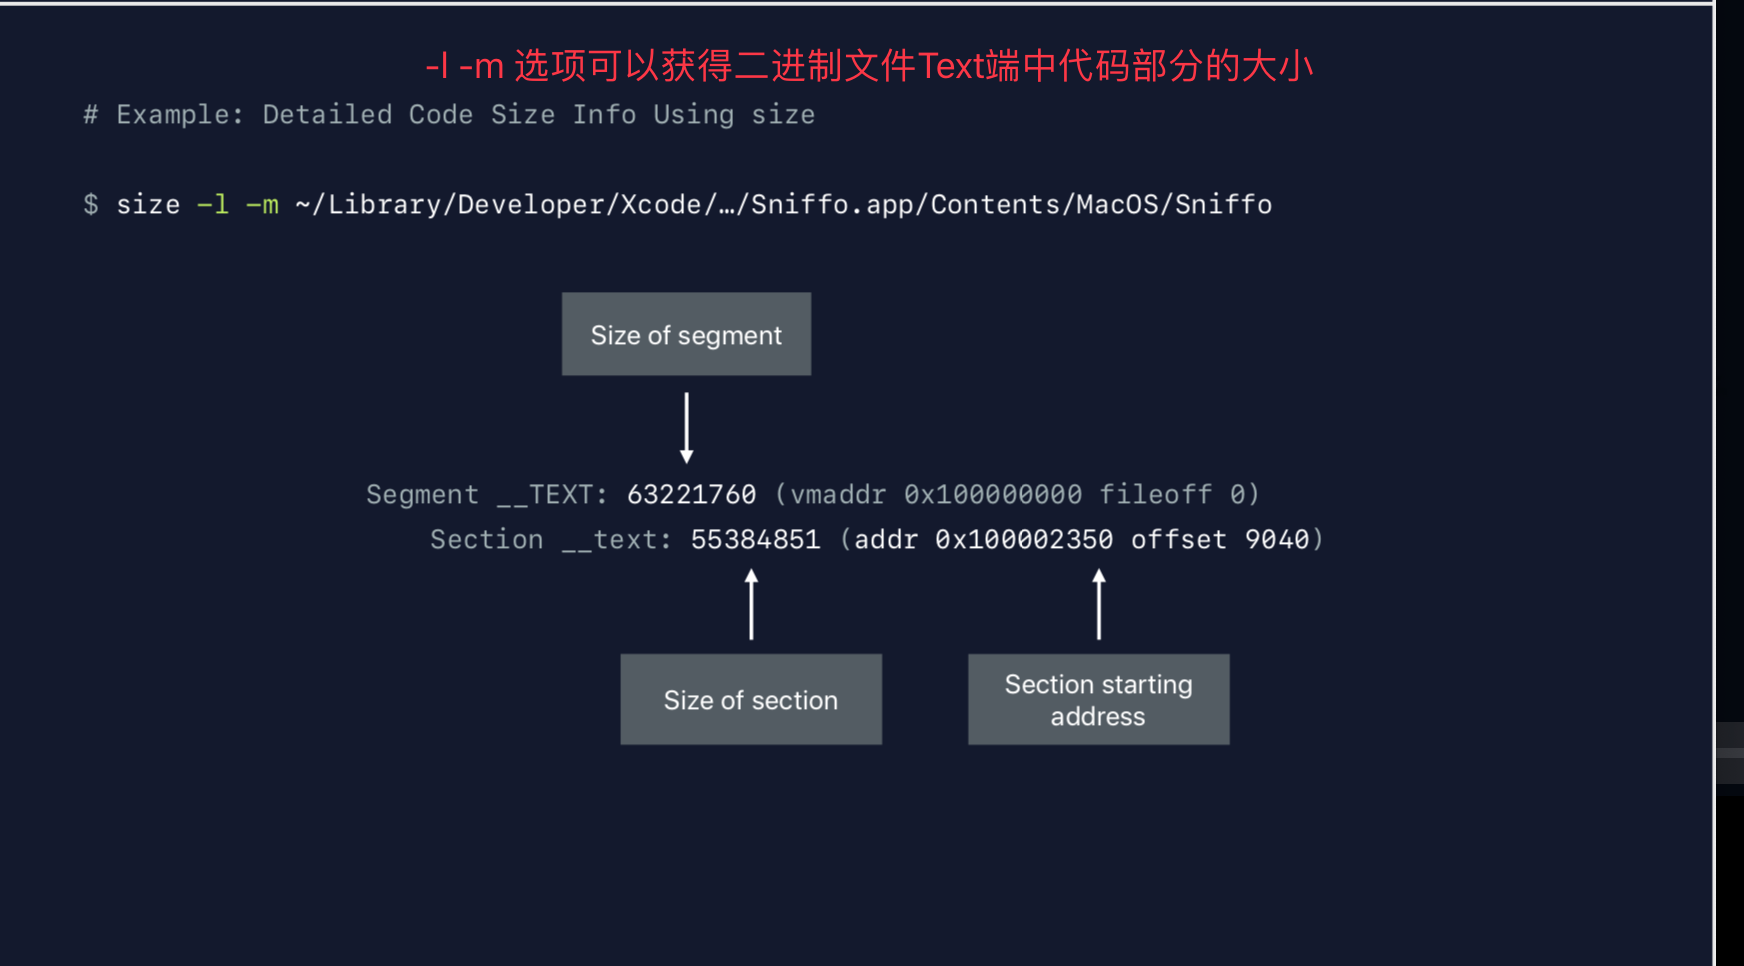 -l -m 选项可以获得二进制文件Text端中代码部分的大小
# Example: Detailed Code Size Info Using size
$ size -l -m ~/Library/Developer/Xcode/…/Sniffo.app/Contents/MacOS/Sniffo
Size of segment
Segment __TEXT: 63221760 (vmaddr 0x100000000 fileoff 0)
Section __text: 55384851 (addr 0x100002350 offset 9040)
Size of section
Section starting
address